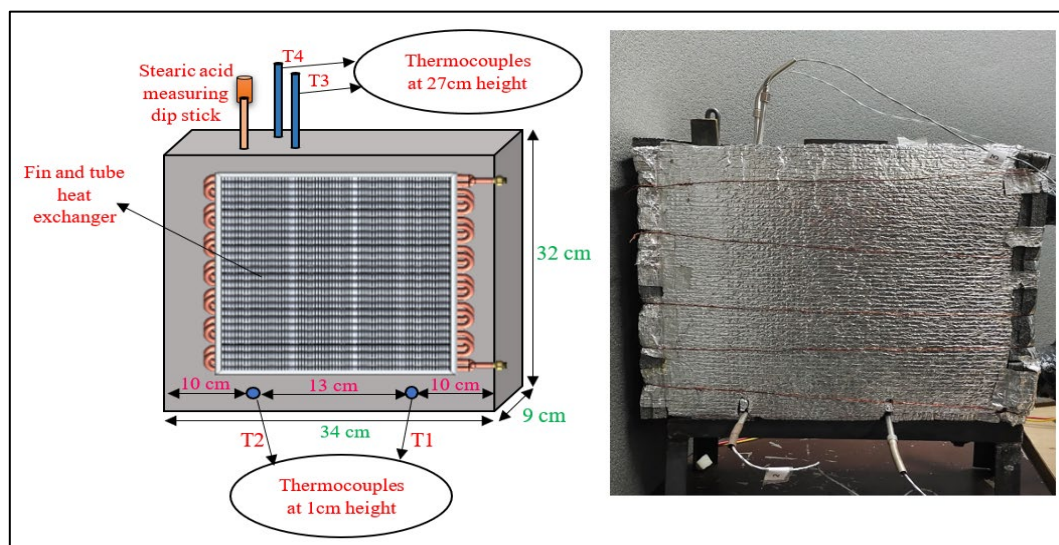 Stearic acid
measuring
dip stick
T4
T3
Thermocouples
at 27cm height
Fin and tube
heat
exchanger
32 cm
10 cm
13 cm
10 cm
9 cm
34 cm
T2
T1
Thermocouples
at 1cm height